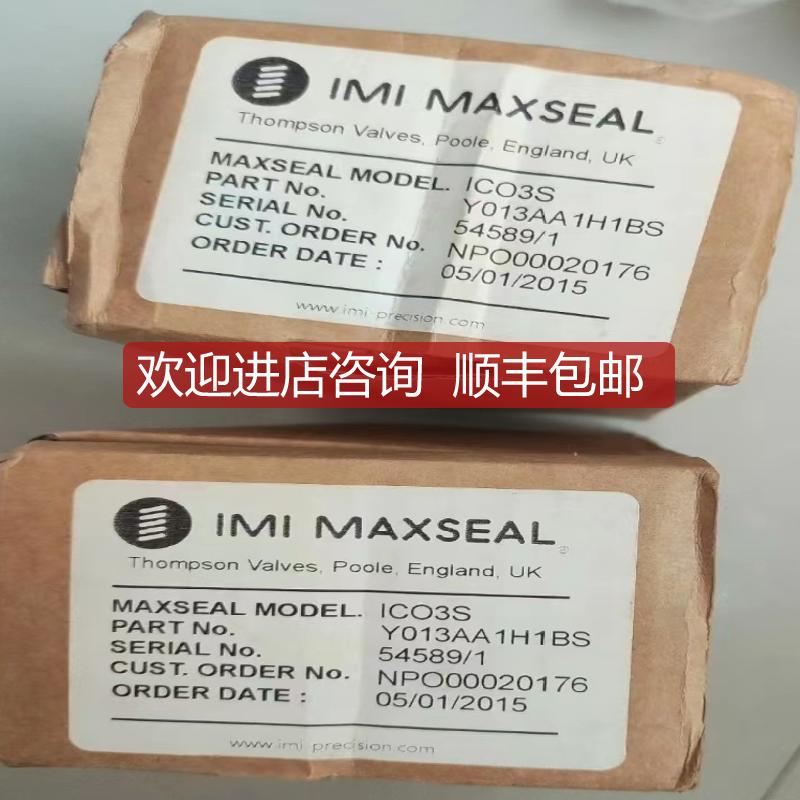 IMI MAXSEAL
Thompson Valves, Poole, England, UK
MAXSEAL MODEL. ICO3S
PART No. Y013AA1H1BS
SERIAL No. 54589/1
CUST. ORDER No. NPO00020176
ORDER DATE : 05/01/2015
www.imi-precision.com
欢迎进店咨询 顺丰包邮
IMI MAXSEAL
Thompson Valves, Poole, England, UK
MAXSEAL MODEL. ICO3S
PART No. Y013AA1H1BS
SERIAL No. 54589/1
CUST. ORDER No. NPO00020176
ORDER DATE : 05/01/2015
www.imi-precision.com